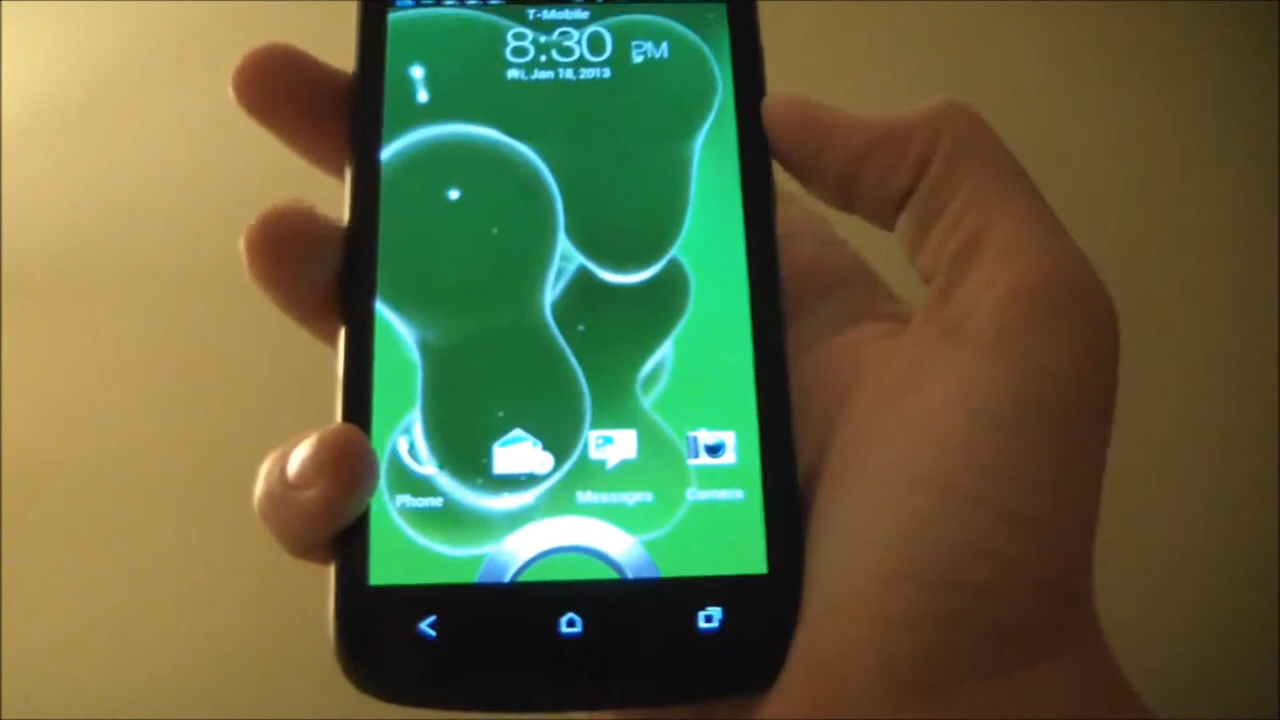 T-Mobile
8:30 PM
Fri, Jan 18, 2013
Phone
Messages
Camera